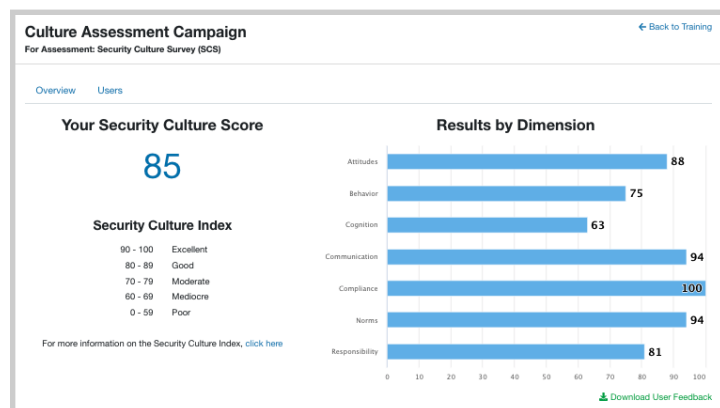 Culture Assessment Campaign
← Back to Training
For Assessment: Security Culture Survey (SCS)
Overview Users
Your Security Culture Score
85
Security Culture Index
90 - 100 Excellent
80 - 89 Good
70 - 79 Moderate
60 - 69 Mediocre
0 - 59 Poor
For more information on the Security Culture Index, click here
Results by Dimension
Attitudes 88
Behavior 75
Cognition 63
Communication 94
Compliance 100
Norms 94
Responsibility 81
0 10 20 30 40 50 60 70 80 90 100
Download User Feedback